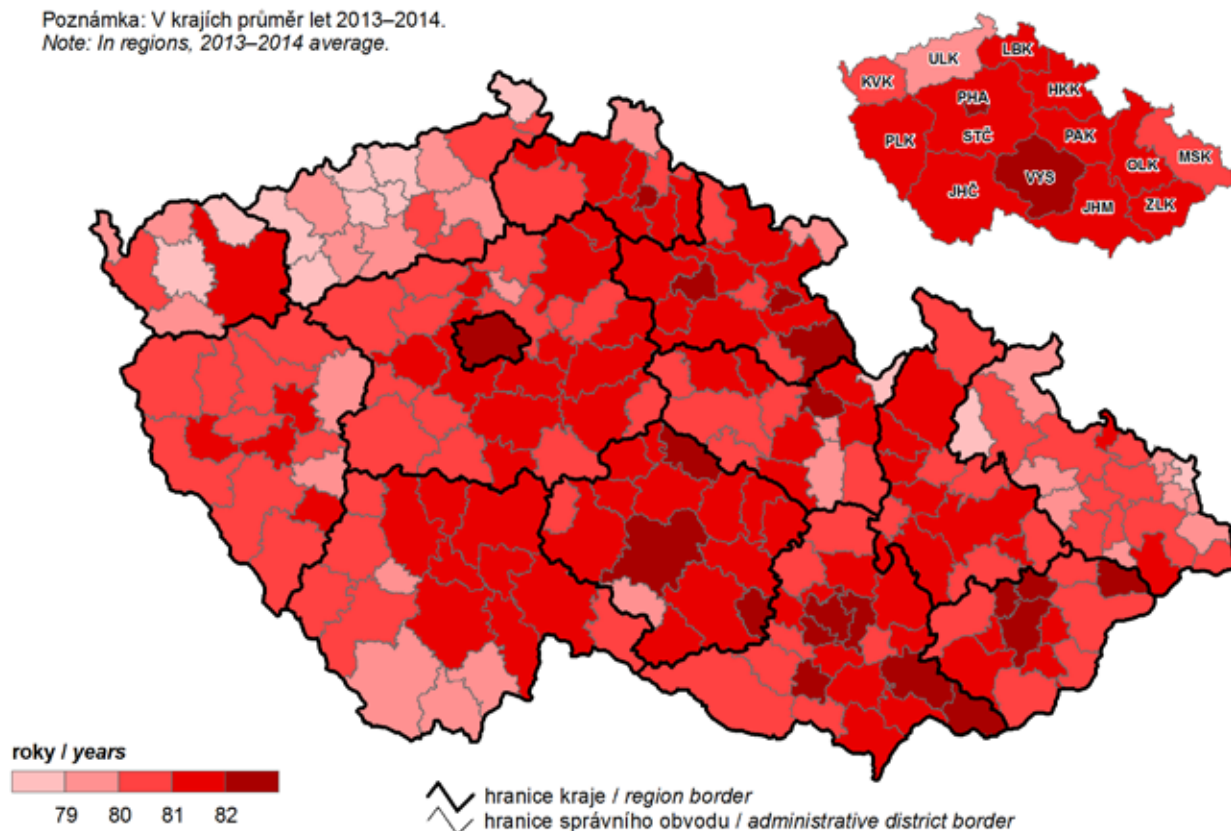 Poznámka: V krajích průměr let 2013–2014.
Note: In regions, 2013–2014 average.
LBK
ULK
KVK
HKK
PHA
PLK
STČ
PAK
MSK
OLK
VYS
JHČ
ZLK
JHM
roky / years
79 80 81 82
hranice kraje / region border
hranice správního obvodu / administrative district border